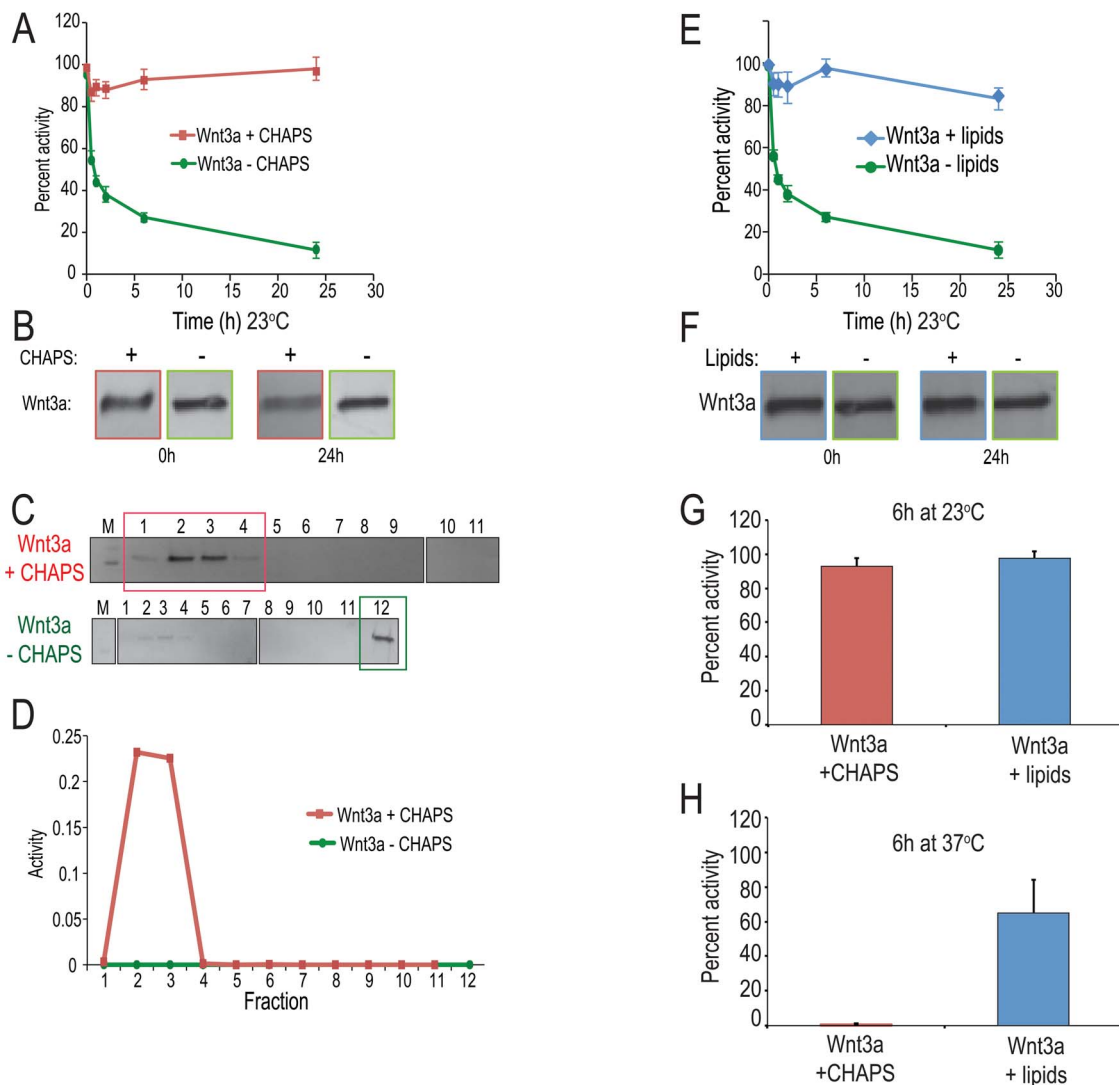 A
120
100
80
60
40
20
0
Percent activity
Wnt3a + CHAPS
Wnt3a - CHAPS
0 5 10 15 20 25 30
Time (h) 23°C
B
CHAPS: + - + -
Wnt3a:
0h 24h
C
M 1 2 3 4 5 6 7 8 9 10 11
Wnt3a
+ CHAPS
M 1 2 3 4 5 6 7 8 9 10 11 12
Wnt3a
- CHAPS
D
0.25
0.2
0.15
0.1
0.05
0
Activity
Wnt3a + CHAPS
Wnt3a - CHAPS
1 2 3 4 5 6 7 8 9 10 11 12
Fraction
E
120
100
80
60
40
20
0
Percent activity
Wnt3a + lipids
Wnt3a - lipids
0 5 10 15 20 25 30
Time (h) 23°C
F
Lipids: + - + -
Wnt3a
0h 24h
G
6h at 23°C
120
100
80
60
40
20
0
Percent activity
Wnt3a
+CHAPS
Wnt3a
+ lipids
H
6h at 37°C
120
100
80
60
40
20
0
Percent activity
Wnt3a
+CHAPS
Wnt3a
+ lipids